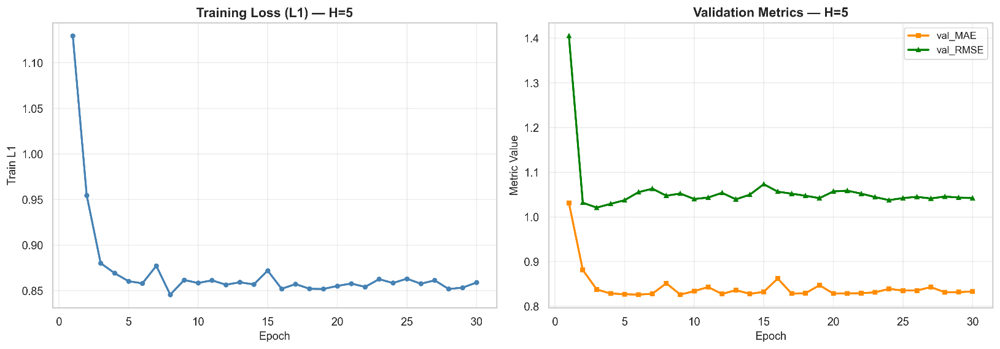 Training Loss (L1) — H=5
Train L1
1.10
1.05
1.00
0.95
0.90
0.85
0 5 10 15 20 25 30
Epoch
Validation Metrics — H=5
val_MAE
val_RMSE
Metric Value
1.4
1.3
1.2
1.1
1.0
0.9
0.8
0 5 10 15 20 25 30
Epoch